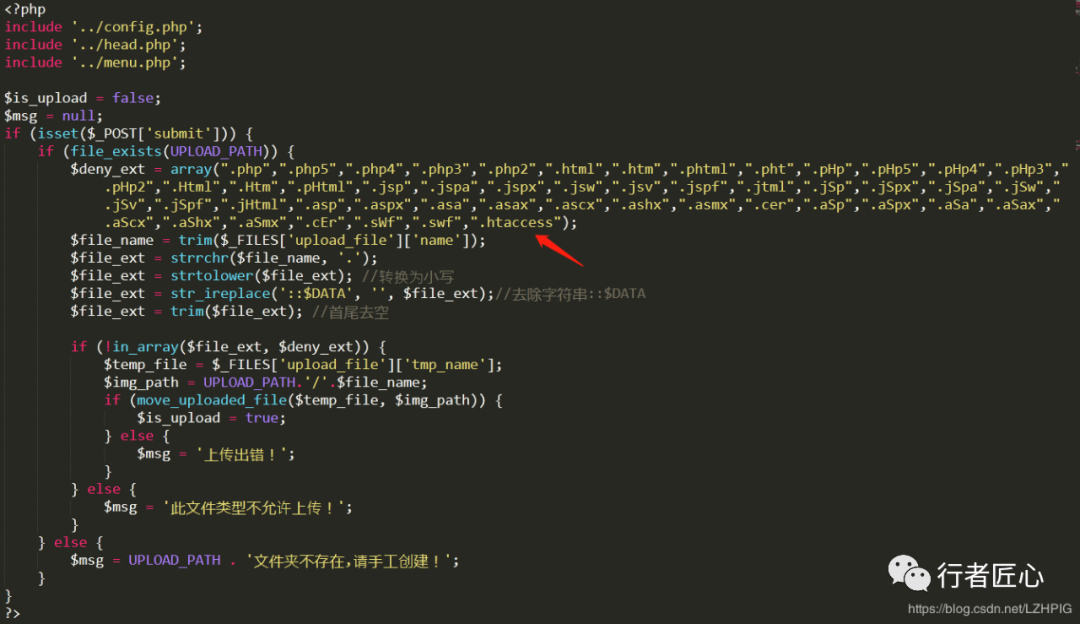 <?php
include '../config.php';
include '../head.php';
include '../menu.php';
$is_upload = false;
$msg = null;
if (isset($_POST['submit'])) {
if (file_exists(UPLOAD_PATH)) {
$deny_ext = array(".php",".php5",".php4",".php3",".php2",".html",".htm",".phtml",".pht",".pHp",".pHp5",".pHp4",".pHp3","
.pHp2",".Html",".Htm",".pHtml",".jsp",".jspa",".jspx",".jsw",".jsv",".jspf",".jtml",".jSp",".jSpx",".jSpa",".jSw","
.jSv",".jSpf",".jHtml",".asp",".aspx",".asa",".asax",".ascx",".ashx",".asmx",".cer",".aSp",".aSpx",".aSa",".aSax","
.aScx",".aShx",".aSmx",".cEr",".sWf",".swf",".htaccess");
$file_name = trim($_FILES['upload_file']['name']);
$file_ext = strrchr($file_name, '.');
$file_ext = strtolower($file_ext); //转换为小写
$file_ext = str_ireplace('::$DATA', '', $file_ext);//去除字符串::$DATA
$file_ext = trim($file_ext); //首尾去空
if (!in_array($file_ext, $deny_ext)) {
$temp_file = $_FILES['upload_file']['tmp_name'];
$img_path = UPLOAD_PATH.'/'.$file_name;
if (move_uploaded_file($temp_file, $img_path)) {
$is_upload = true;
} else {
$msg = '上传出错！';
}
} else {
$msg = '此文件类型不允许上传！';
}
} else {
$msg = UPLOAD_PATH . '文件夹不存在,请手工创建！';
}
}
?>
行者匠心
https://blog.csdn.net/LZHPIG